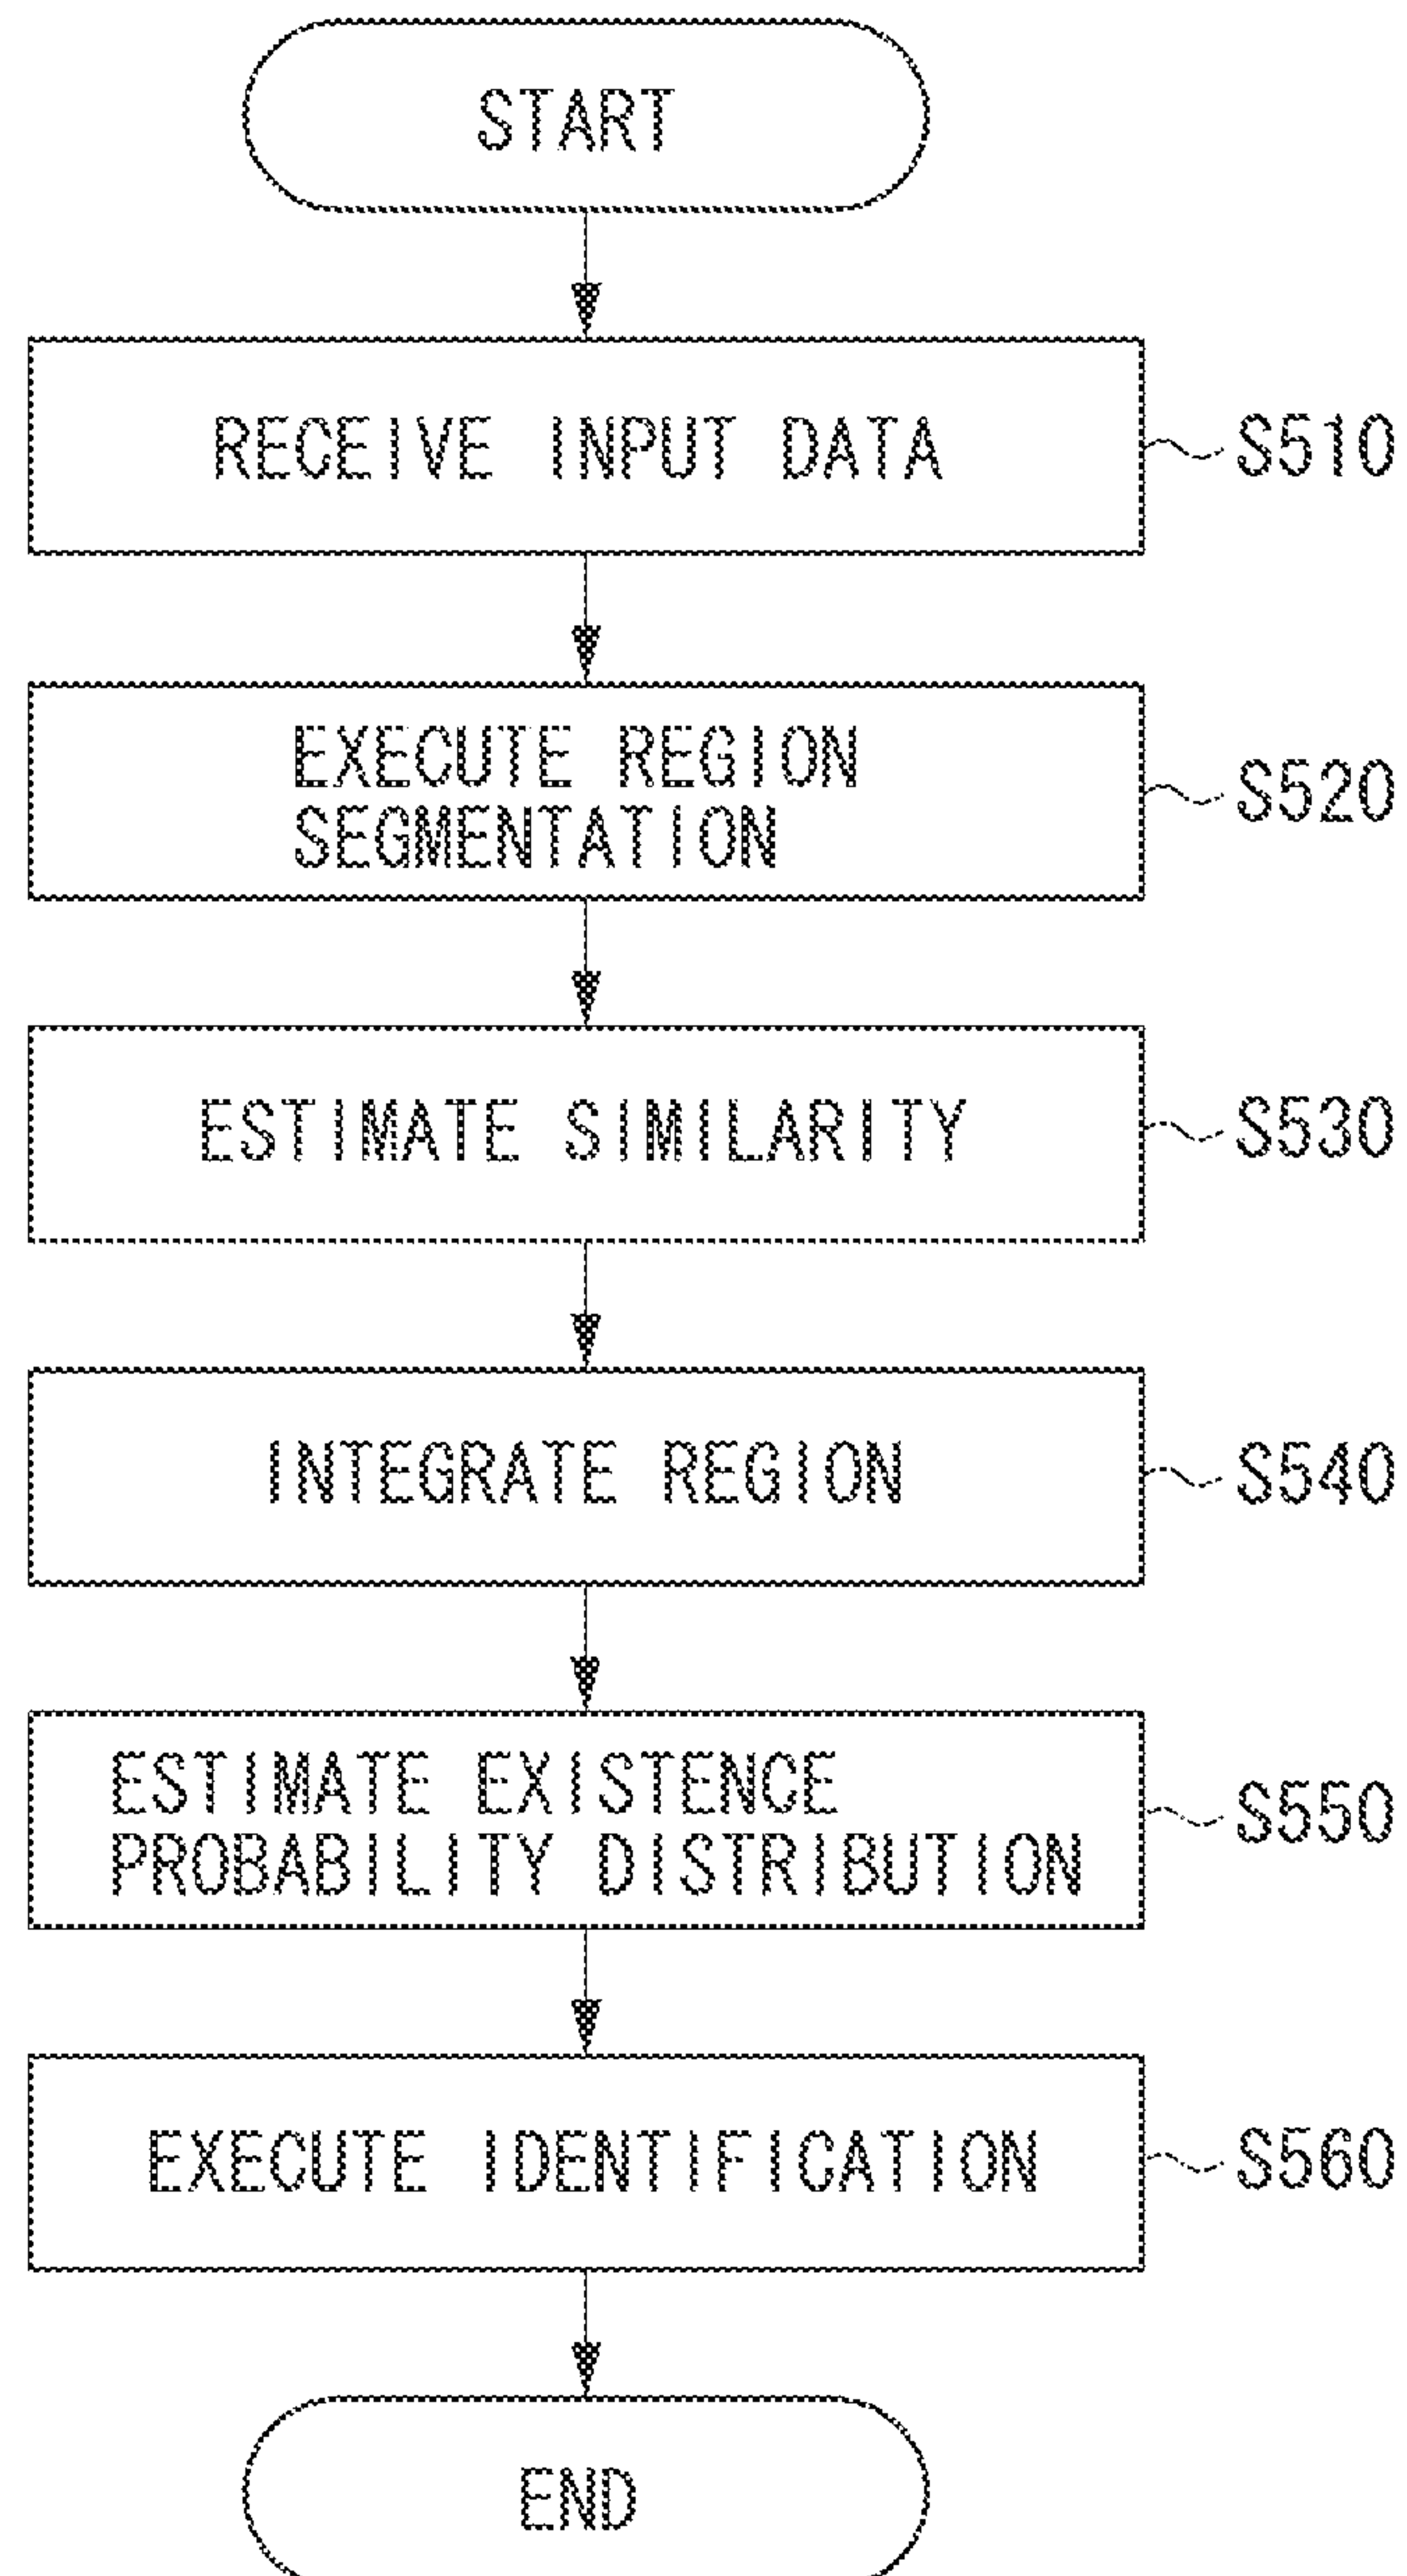 START
RECEIVE INPUT DATA
S510
EXECUTE REGION
SEGMENTATION
S520
ESTIMATE SIMILARITY
S530
INTEGRATE REGION
S540
ESTIMATE EXISTENCE
PROBABILITY DISTRIBUTION
S550
EXECUTE IDENTIFICATION
S560
END